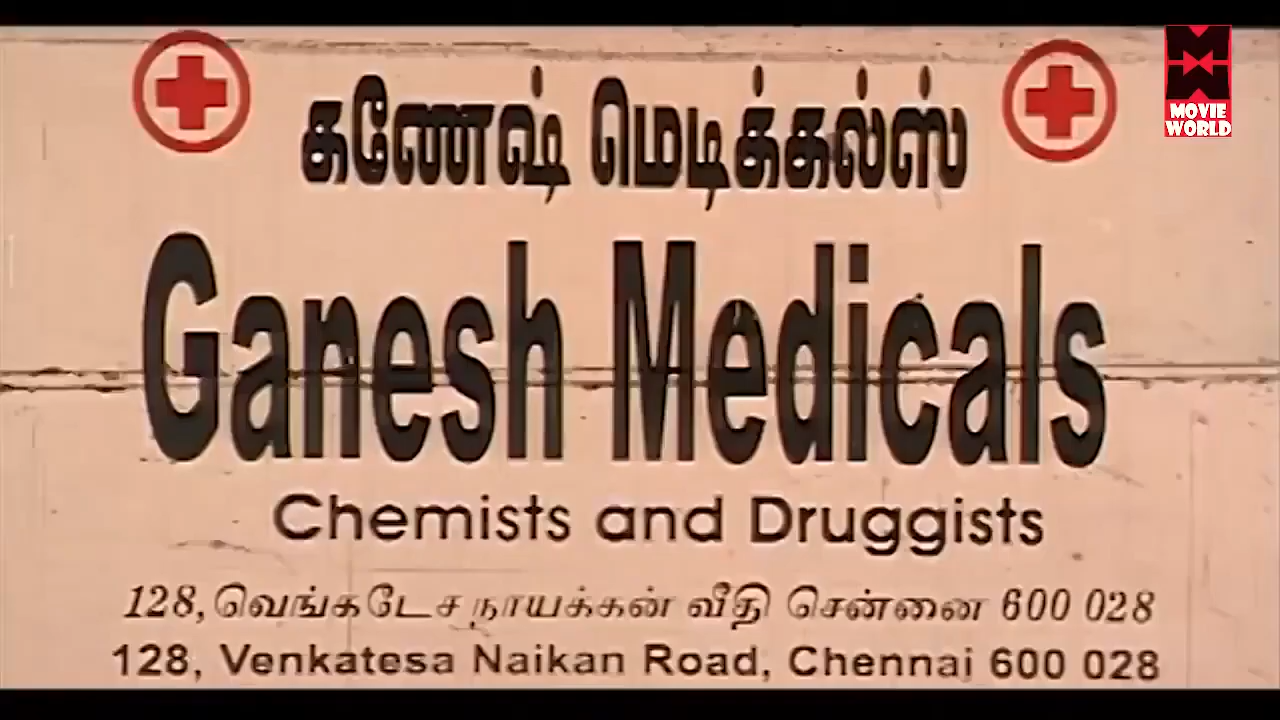 MOVIE
WORLD
கணேஷ் மெடிக்கல்ஸ்
Ganesh Medicals
Chemists and Druggists
128, வெங்கடேச நாயக்கன் வீதி சென்னை 600 028
128, Venkatesa Naikan Road, Chennai 600 028